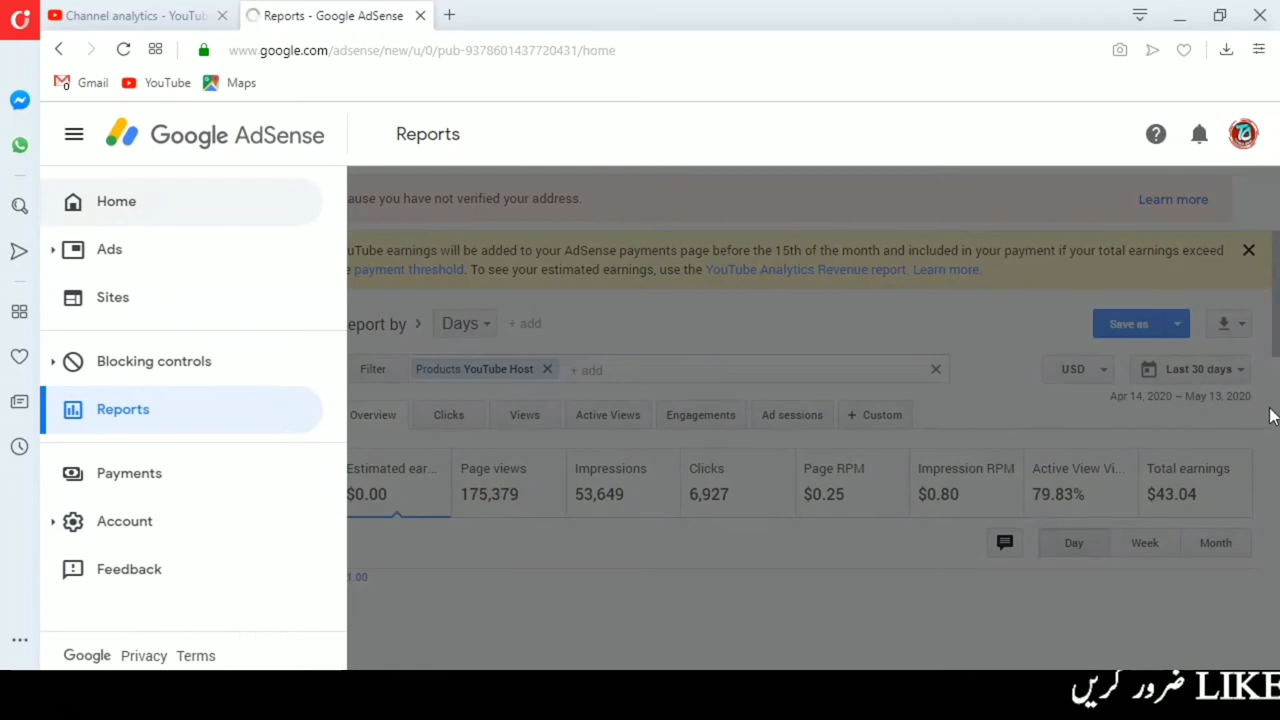 Channel analytics - YouTub
Reports - Google AdSense
www.google.com/adsense/new/u/0/pub-9378601437720431/home
Gmail YouTube Maps
Google AdSense
Reports
Home
Ads
Sites
Blocking controls
Reports
Payments
Account
Feedback
Google Privacy Terms
ause you have not verified your address.
Learn more
uTube earnings will be added to your AdSense payments page before the 15th of the month and included in your payment if your total earnings exceed
e payment threshold. To see your estimated earnings, use the YouTube Analytics Revenue report. Learn more.
eport by Days + add
Save as
Filter Products YouTube Host + add
USD Last 30 days
Apr 14, 2020 – May 13, 2020
Overview Clicks Views Active Views Engagements Ad sessions + Custom
Estimated ear... Page views Impressions Clicks Page RPM Impression RPM Active View Vi... Total earnings
$0.00 175,379 53,649 6,927 $0.25 $0.80 79.83% $43.04
Day Week Month
1.00
LIKE ضرور کریں